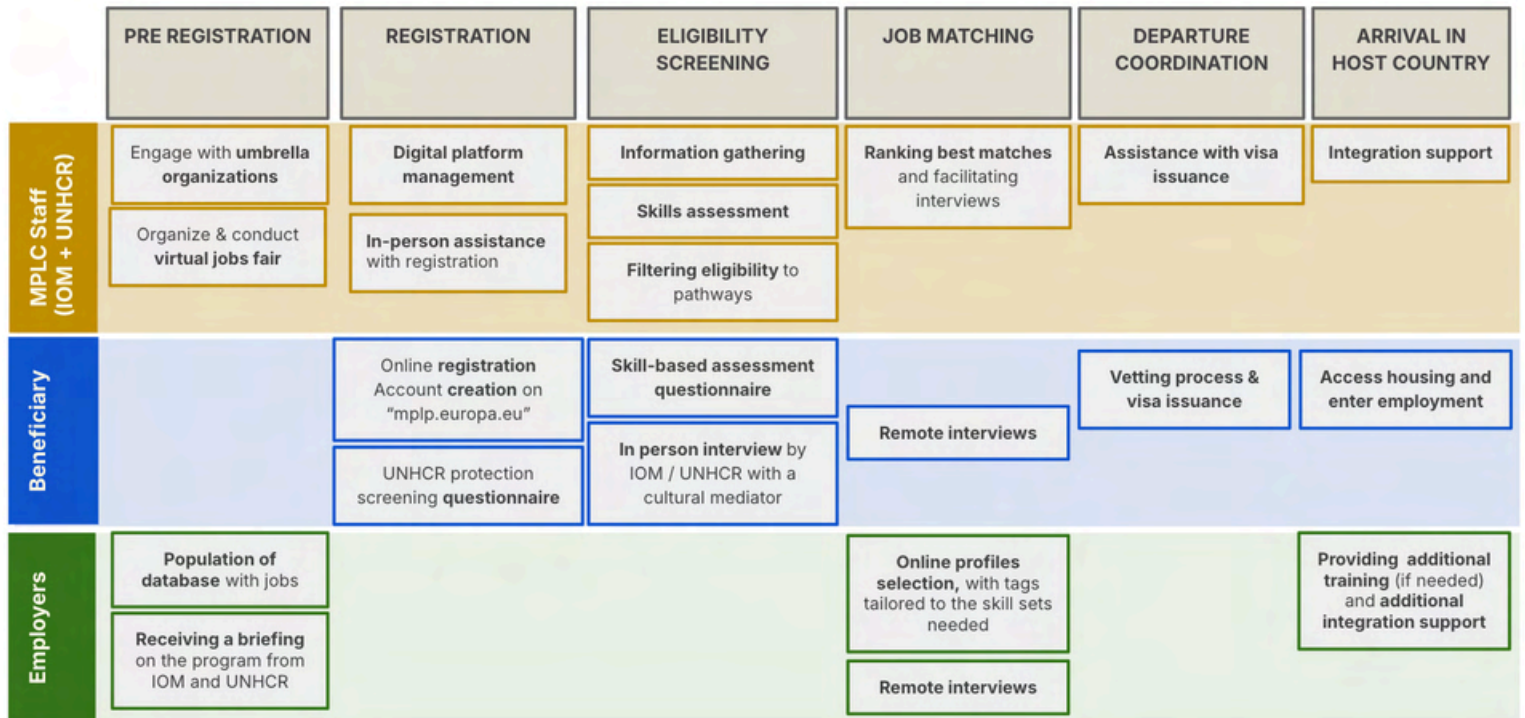 PRE REGISTRATION
REGISTRATION
ELIGIBILITY
SCREENING
JOB MATCHING
DEPARTURE
COORDINATION
ARRIVAL IN
HOST COUNTRY
MPLC Staff
(IOM + UNHCR)
Engage with umbrella
organizations
Organize & conduct
virtual jobs fair
Digital platform
management
In-person assistance
with registration
Information gathering
Skills assessment
Filtering eligibility to
pathways
Ranking best matches
and facilitating
interviews
Assistance with visa
issuance
Integration support
Beneficiary
Online registration
Account creation on
“mplp.europa.eu”
UNHCR protection
screening questionnaire
Skill-based assessment
questionnaire
In person interview by
IOM / UNHCR with a
cultural mediator
Remote interviews
Vetting process &
visa issuance
Access housing and
enter employment
Employers
Population of
database with jobs
Receiving a briefing
on the program from
IOM and UNHCR
Online profiles
selection, with tags
tailored to the skill sets
needed
Remote interviews
Providing additional
training (if needed)
and additional
integration support